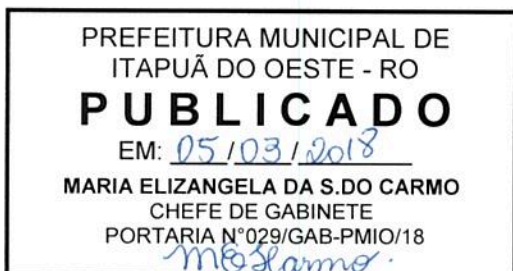 PREFEITURA MUNICIPAL DE
ITAPUÃ DO OESTE - RO
PUBLICADO
EM: 05/03/2018
MARIA ELIZANGELA DA S.DO CARMO
CHEFE DE GABINETE
PORTARIA N°029/GAB-PMIO/18